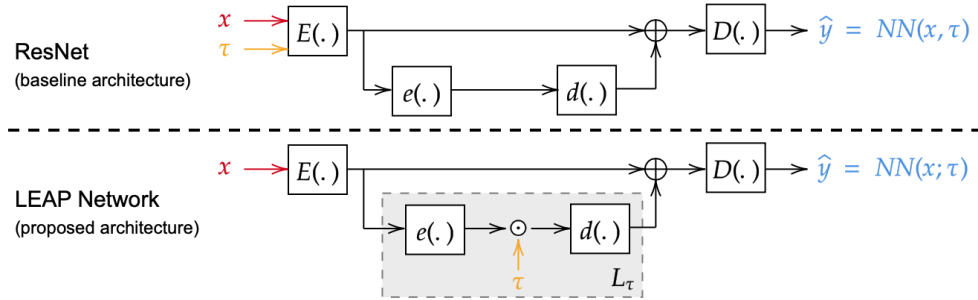 x
τ
E(.)
D(.)
ŷ = NN(x, τ)
ResNet
(baseline architecture)
e(.)
d(.)
x
E(.)
D(.)
ŷ = NN(x; τ)
LEAP Network
(proposed architecture)
e(.)
⊙
d(.)
τ
L_τ